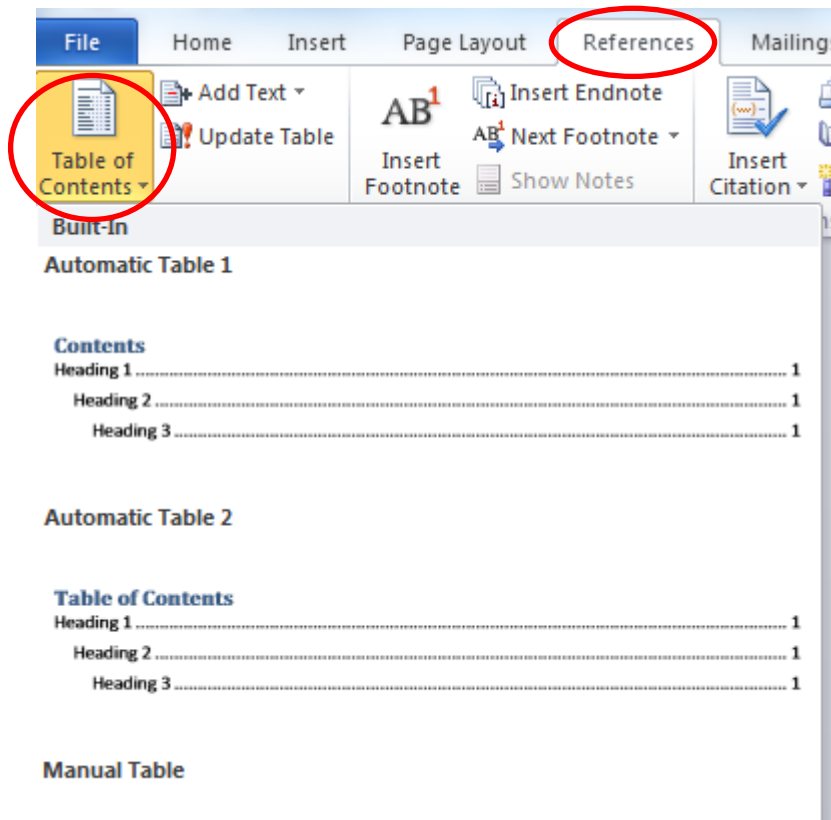 File Home Insert Page Layout References Mailing
Add Text
Update Table
Table of
Contents
AB1
Insert
Footnote
Insert Endnote
AB1 Next Footnote
Show Notes
Insert
Citation
Built-In
Automatic Table 1
Contents
Heading 1 ........ 1
Heading 2 ........ 1
Heading 3 ........ 1
Automatic Table 2
Table of Contents
Heading 1 ........ 1
Heading 2 ........ 1
Heading 3 ........ 1
Manual Table